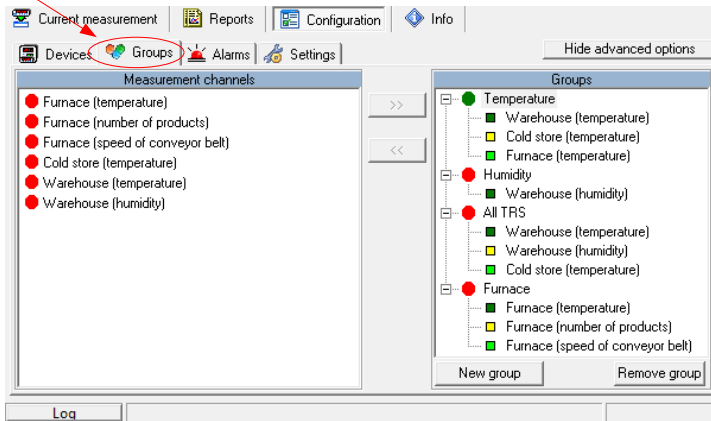 Current measurement Reports Configuration Info
Devices Groups Alarms Settings Hide advanced options
Measurement channels
Furnace (temperature)
Furnace (number of products)
Furnace (speed of conveyor belt)
Cold store (temperature)
Warehouse (temperature)
Warehouse (humidity)
>>
<<
Groups
Temperature
Warehouse (temperature)
Cold store (temperature)
Furnace (temperature)
Humidity
Warehouse (humidity)
All TRS
Warehouse (temperature)
Warehouse (humidity)
Cold store (temperature)
Furnace
Furnace (temperature)
Furnace (number of products)
Furnace (speed of conveyor belt)
New group Remove group
Log